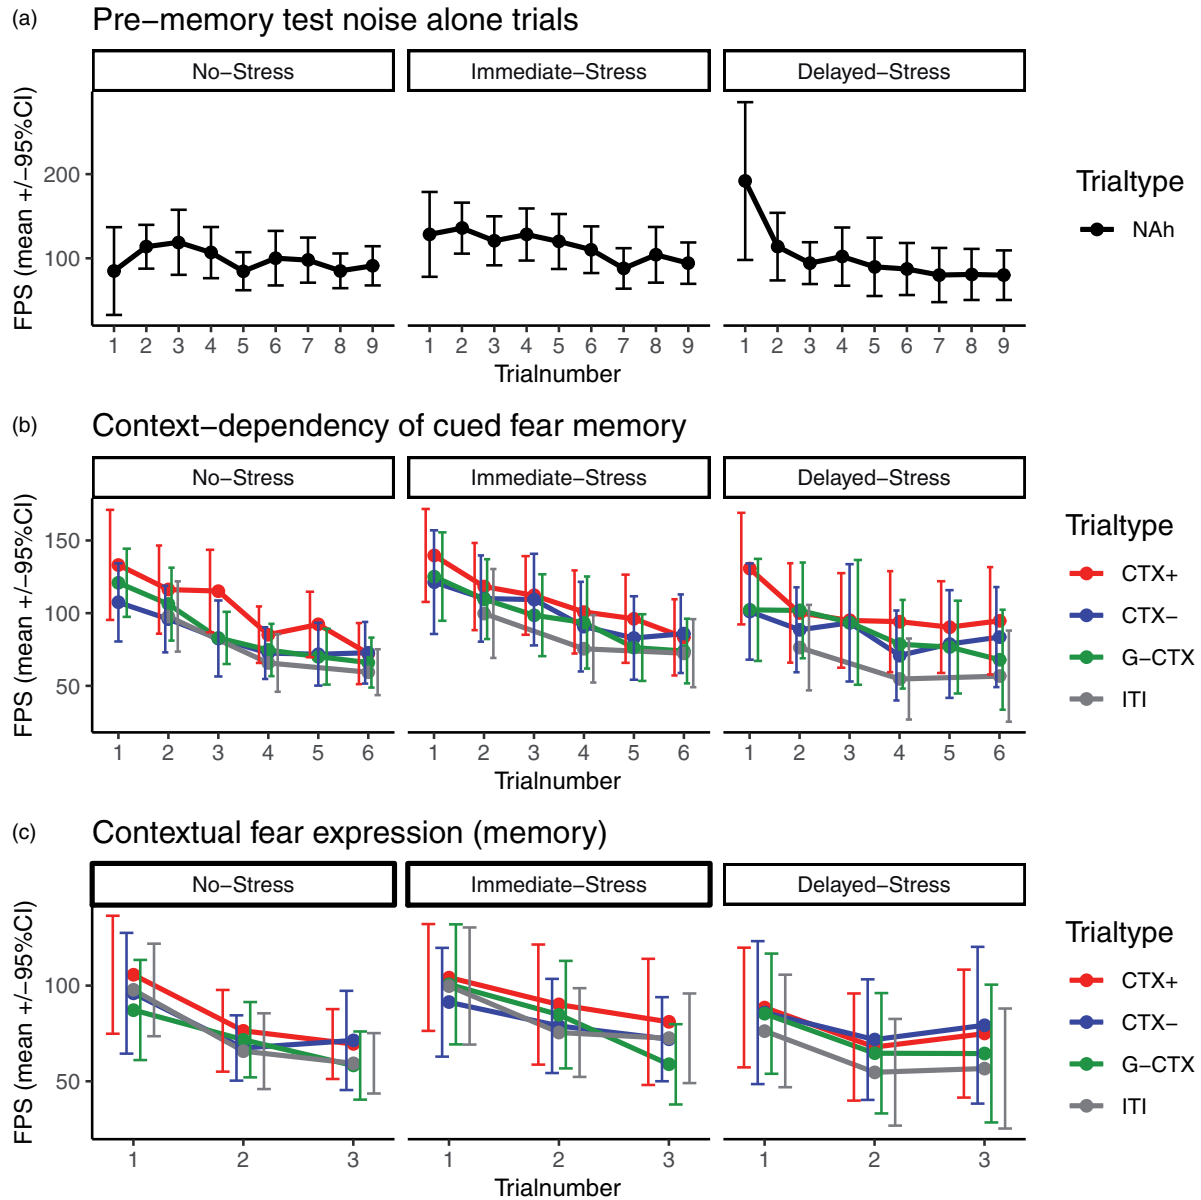 (a) Pre−memory test noise alone trials
No−Stress Immediate−Stress Delayed−Stress
FPS (mean +/−95%CI)
200
100
1 2 3 4 5 6 7 8 9 1 2 3 4 5 6 7 8 9 1 2 3 4 5 6 7 8 9
Trialnumber
Trialtype
NAh
(b) Context−dependency of cued fear memory
No−Stress Immediate−Stress Delayed−Stress
FPS (mean +/−95%CI)
150
100
50
1 2 3 4 5 6 1 2 3 4 5 6 1 2 3 4 5 6
Trialnumber
Trialtype
CTX+
CTX−
G−CTX
ITI
(c) Contextual fear expression (memory)
No−Stress Immediate−Stress Delayed−Stress
FPS (mean +/−95%CI)
100
50
1 2 3 1 2 3 1 2 3
Trialnumber
Trialtype
CTX+
CTX−
G−CTX
ITI